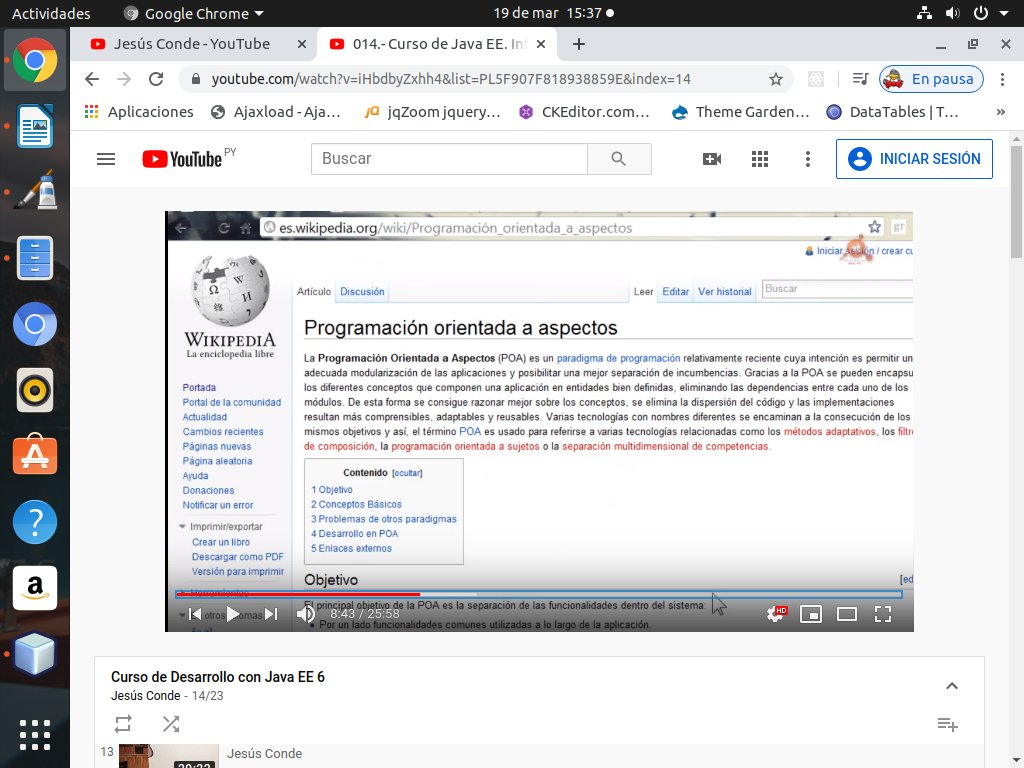 Actividades
Google Chrome
19 de mar 15:37
Jesús Conde - YouTube
014.- Curso de Java EE. Int
youtube.com/watch?v=iHbdbyZxhh4&list=PL5F907F818938859E&index=14
En pausa
Aplicaciones
Ajaxload - Aja...
jqZoom jquery...
CKEditor.com...
Theme Garden...
DataTables | T...
YouTube PY
Buscar
INICIAR SESIÓN
es.wikipedia.org/wiki/Programación_orientada_a_aspectos
gr
Iniciar sesión / crear cu
WIKIPEDIA
La enciclopedia libre
Artículo Discusión
Leer Editar Ver historial
Buscar
Programación orientada a aspectos
La Programación Orientada a Aspectos (POA) es un paradigma de programación relativamente reciente cuya intención es permitir un
adecuada modularización de las aplicaciones y posibilitar una mejor separación de incumbencias. Gracias a la POA se pueden encapsu
los diferentes conceptos que componen una aplicación en entidades bien definidas, eliminando las dependencias entre cada uno de los
módulos. De esta forma se consigue razonar mejor sobre los conceptos, se elimina la dispersión del código y las implementaciones
resultan más comprensibles, adaptables y reusables. Varias tecnologías con nombres diferentes se encaminan a la consecución de los
mismos objetivos y así, el término POA es usado para referirse a varias tecnologías relacionadas como los métodos adaptativos, los filtro
de composición, la programación orientada a sujetos o la separación multidimensional de competencias.
Portada
Portal de la comunidad
Actualidad
Cambios recientes
Páginas nuevas
Página aleatoria
Ayuda
Donaciones
Notificar un error
Imprimir/exportar
Crear un libro
Descargar como PDF
Versión para imprimir
Herramientas
otros idiomas
Contenido [ocultar]
1 Objetivo
2 Conceptos Básicos
3 Problemas de otros paradigmas
4 Desarrollo en POA
5 Enlaces externos
Objetivo
[ed
El principal objetivo de la POA es la separación de las funcionalidades dentro del sistema:
Por un lado funcionalidades comunes utilizadas a lo largo de la aplicación.
8:43 / 25:58
HD
Curso de Desarrollo con Java EE 6
Jesús Conde - 14/23
13
Jesús Conde